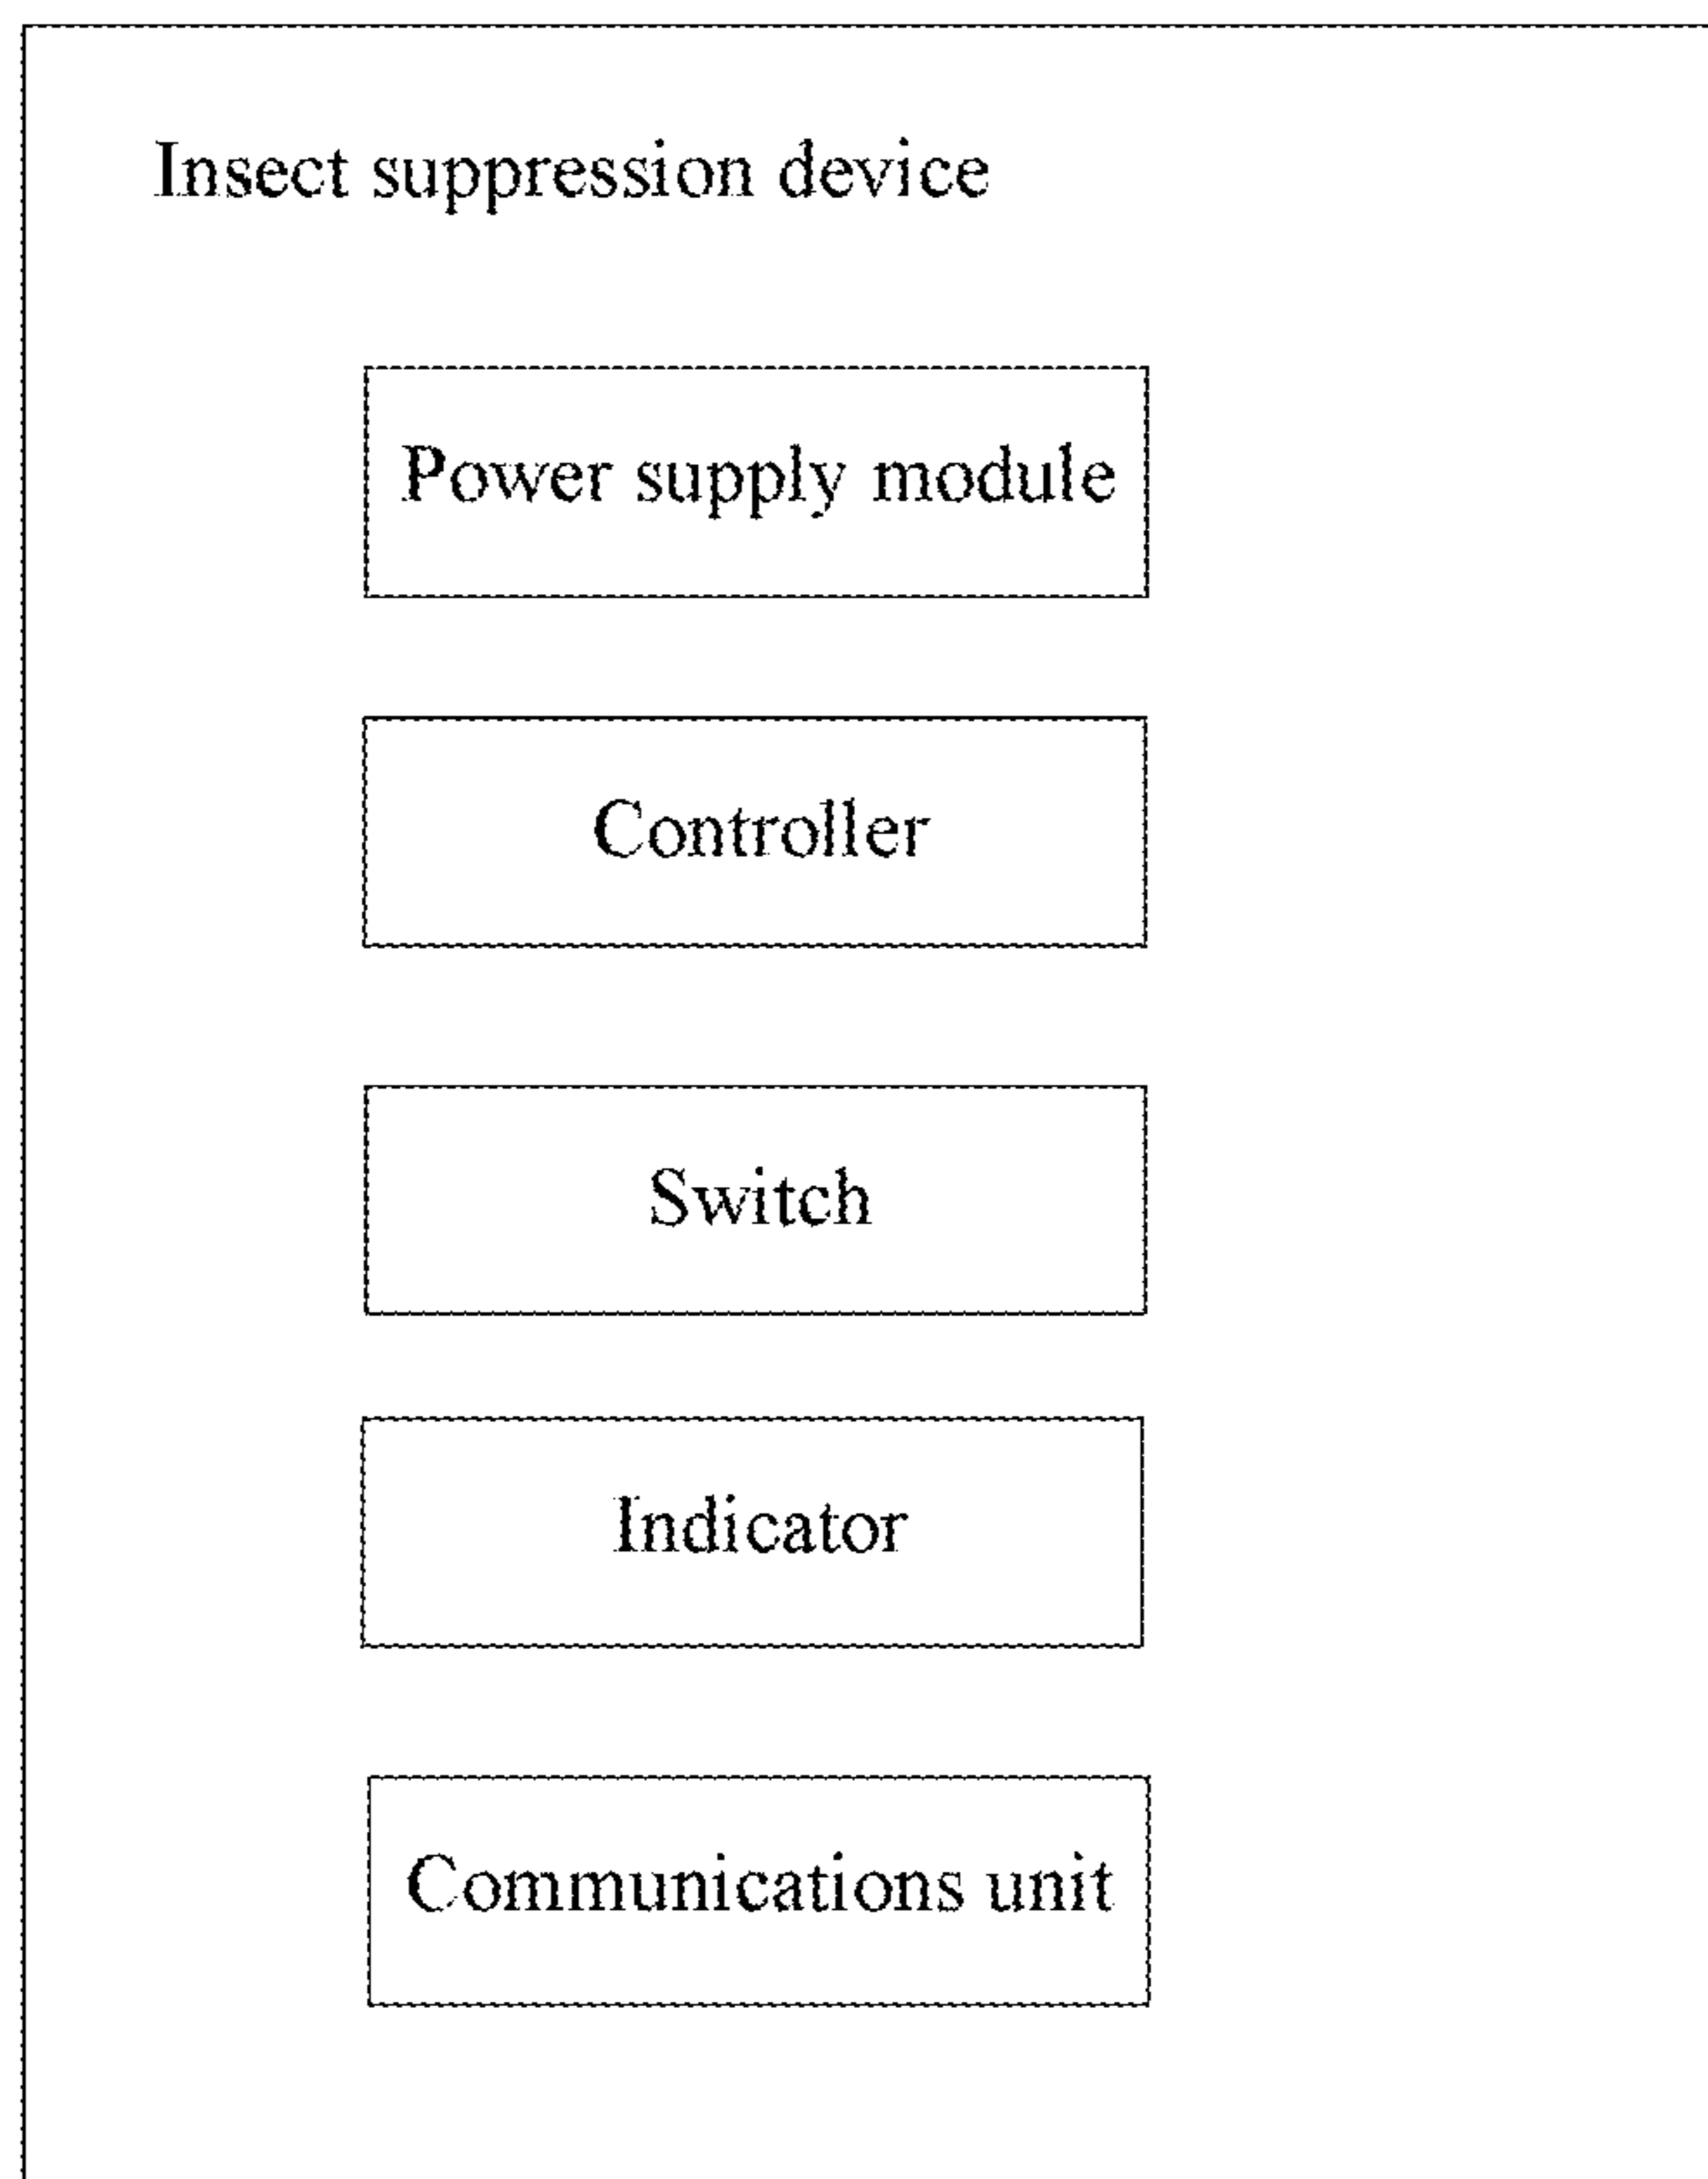 Insect suppression device
Power supply module
Controller
Switch
Indicator
Communications unit